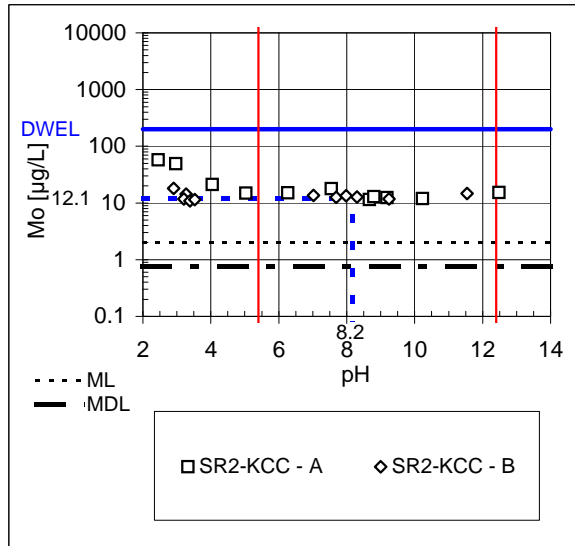 10000
1000
DWEL
100
12.1
10
1
0.1
Mo [µg/L]
8.2
2 4 6 8 10 12 14
pH
ML
MDL
SR2-KCC - A SR2-KCC - B